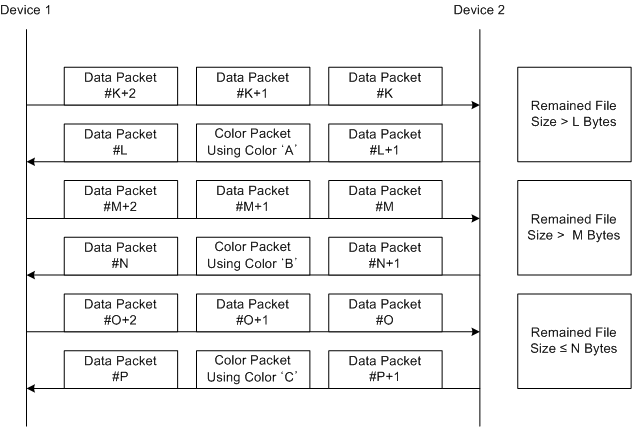 Device 1
Device 2
Data Packet
#K+2
Data Packet
#K+1
Data Packet
#K
Remained File
Size > L Bytes
Data Packet
#L
Color Packet
Using Color ‘A’
Data Packet
#L+1
Data Packet
#M+2
Data Packet
#M+1
Data Packet
#M
Remained File
Size >  M Bytes
Data Packet
#N
Color Packet
Using Color ‘B’
Data Packet
#N+1
Data Packet
#O+2
Data Packet
#O+1
Data Packet
#O
Remained File
Size ≤ N Bytes
Data Packet
#P
Color Packet
Using Color ‘C’
Data Packet
#P+1